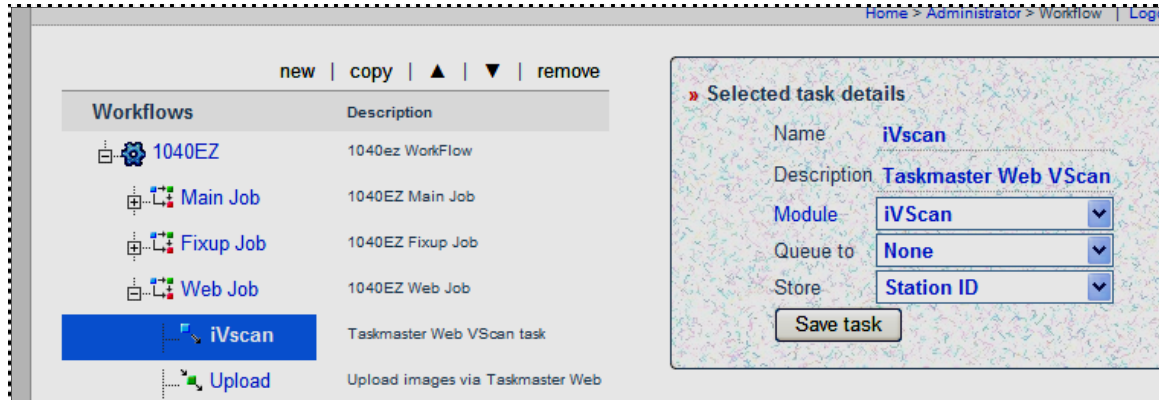 Home > Administrator > Workflow | Logo
new | copy | ▲ | ▼ | remove
Workflows Description
1040EZ 1040ez WorkFlow
Main Job 1040EZ Main Job
Fixup Job 1040EZ Fixup Job
Web Job 1040EZ Web Job
iVscan Taskmaster Web VScan task
Upload Upload images via Taskmaster Web
» Selected task details
Name iVscan
Description Taskmaster Web VScan
Module iVScan
Queue to None
Store Station ID
Save task